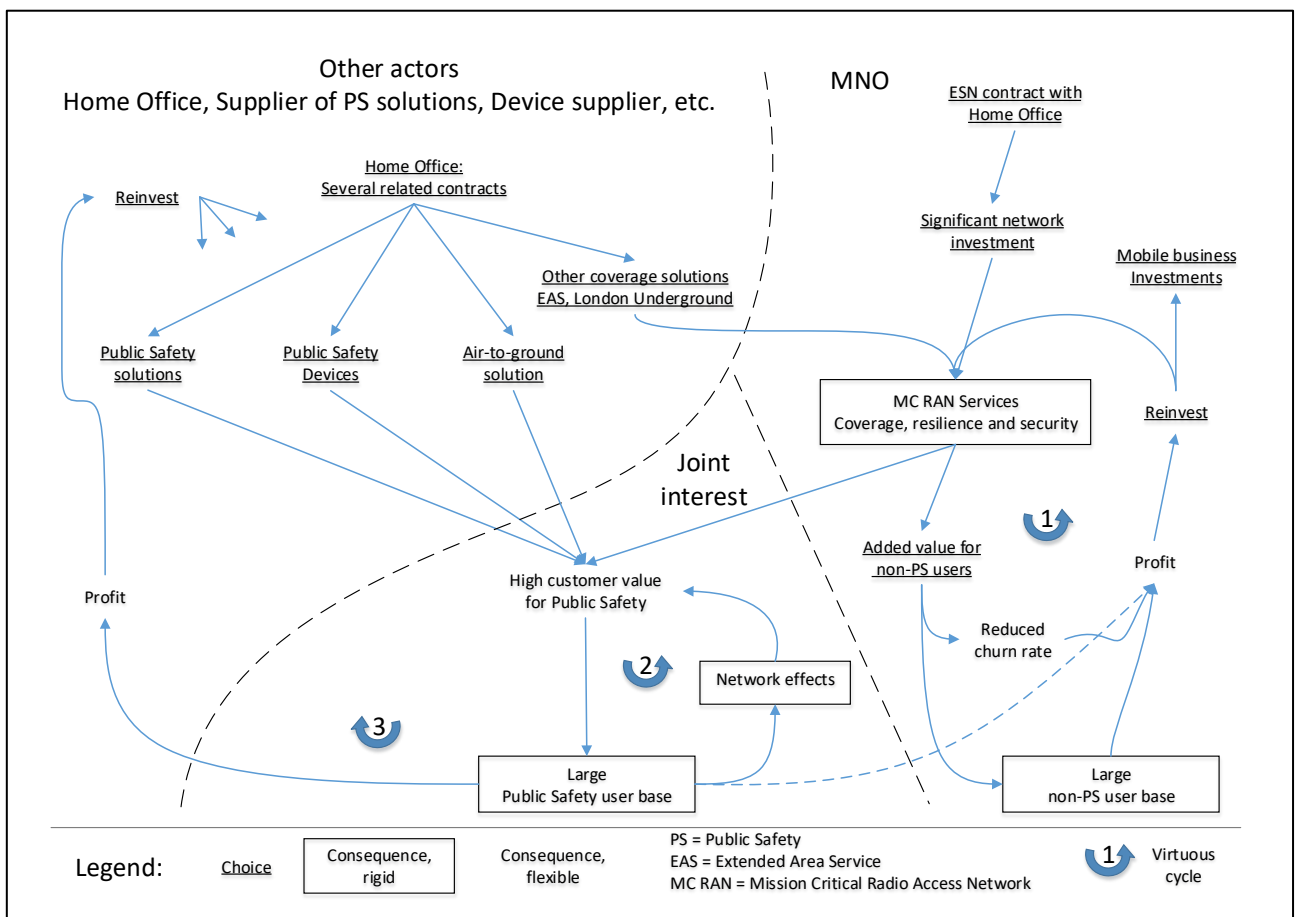 Other actors
Home Office, Supplier of PS solutions, Device supplier, etc.
MNO
ESN contract with
Home Office
Home Office:
Several related contracts
Reinvest
Significant network
investment
Mobile business
Investments
Other coverage solutions
EAS, London Underground
Public Safety
solutions
Public Safety
Devices
Air-to-ground
solution
MC RAN Services
Coverage, resilience and security
Reinvest
Joint
interest
1
Added value for
non-PS users
Profit
High customer value
for Public Safety
Profit
Reduced
churn rate
2
Network effects
3
Large
Public Safety user base
Large
non-PS user base
Legend:
Choice
Consequence,
rigid
Consequence,
flexible
PS = Public Safety
EAS = Extended Area Service
MC RAN = Mission Critical Radio Access Network
1
Virtuous
cycle